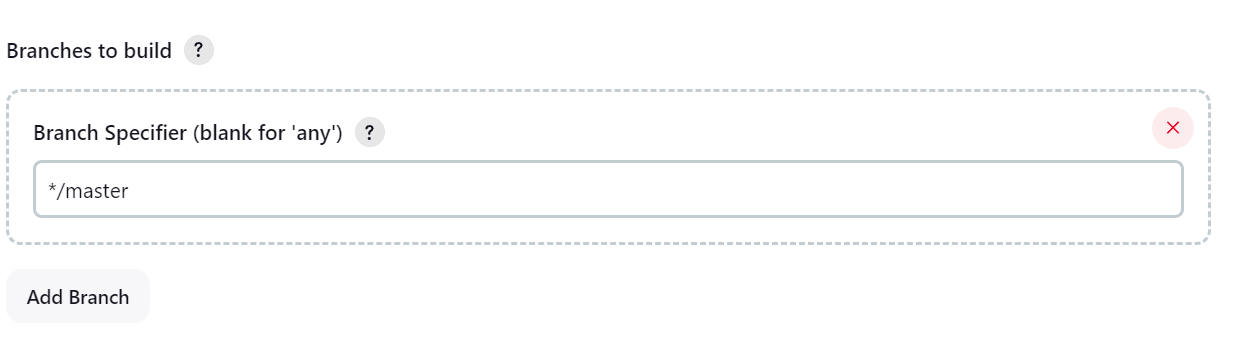 Branches to build ?
Branch Specifier (blank for 'any') ?
*/master
Add Branch